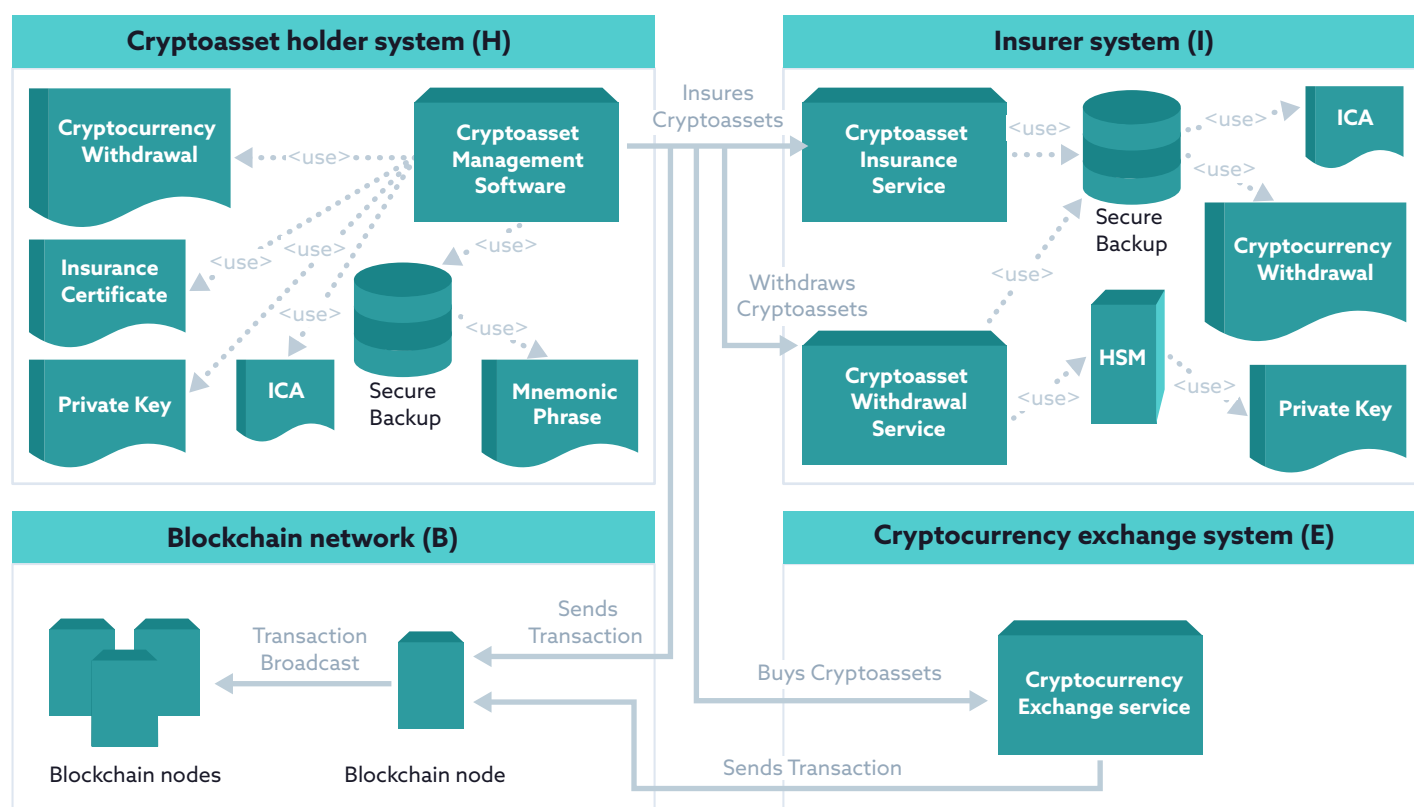 Cryptoasset holder system (H)
Cryptocurrency
Withdrawal
<use>
Cryptoasset
Management
Software
Insurance
Certificate
<use>
<use>
<use>
Private Key
ICA
<use>
Secure
Backup
<use>
Mnemonic
Phrase
Insures
Cryptoassets
Withdraws
Cryptoassets
Insurer system (I)
Cryptoasset
Insurance
Service
<use>
Secure
Backup
<use>
ICA
<use>
Cryptocurrency
Withdrawal
<use>
Cryptoasset
Withdrawal
Service
<use>
HSM
<use>
Private Key
Blockchain network (B)
Transaction
Broadcast
Sends
Transaction
Blockchain nodes
Blockchain node
Cryptocurrency exchange system (E)
Buys Cryptoassets
Cryptocurrency
Exchange service
Sends Transaction